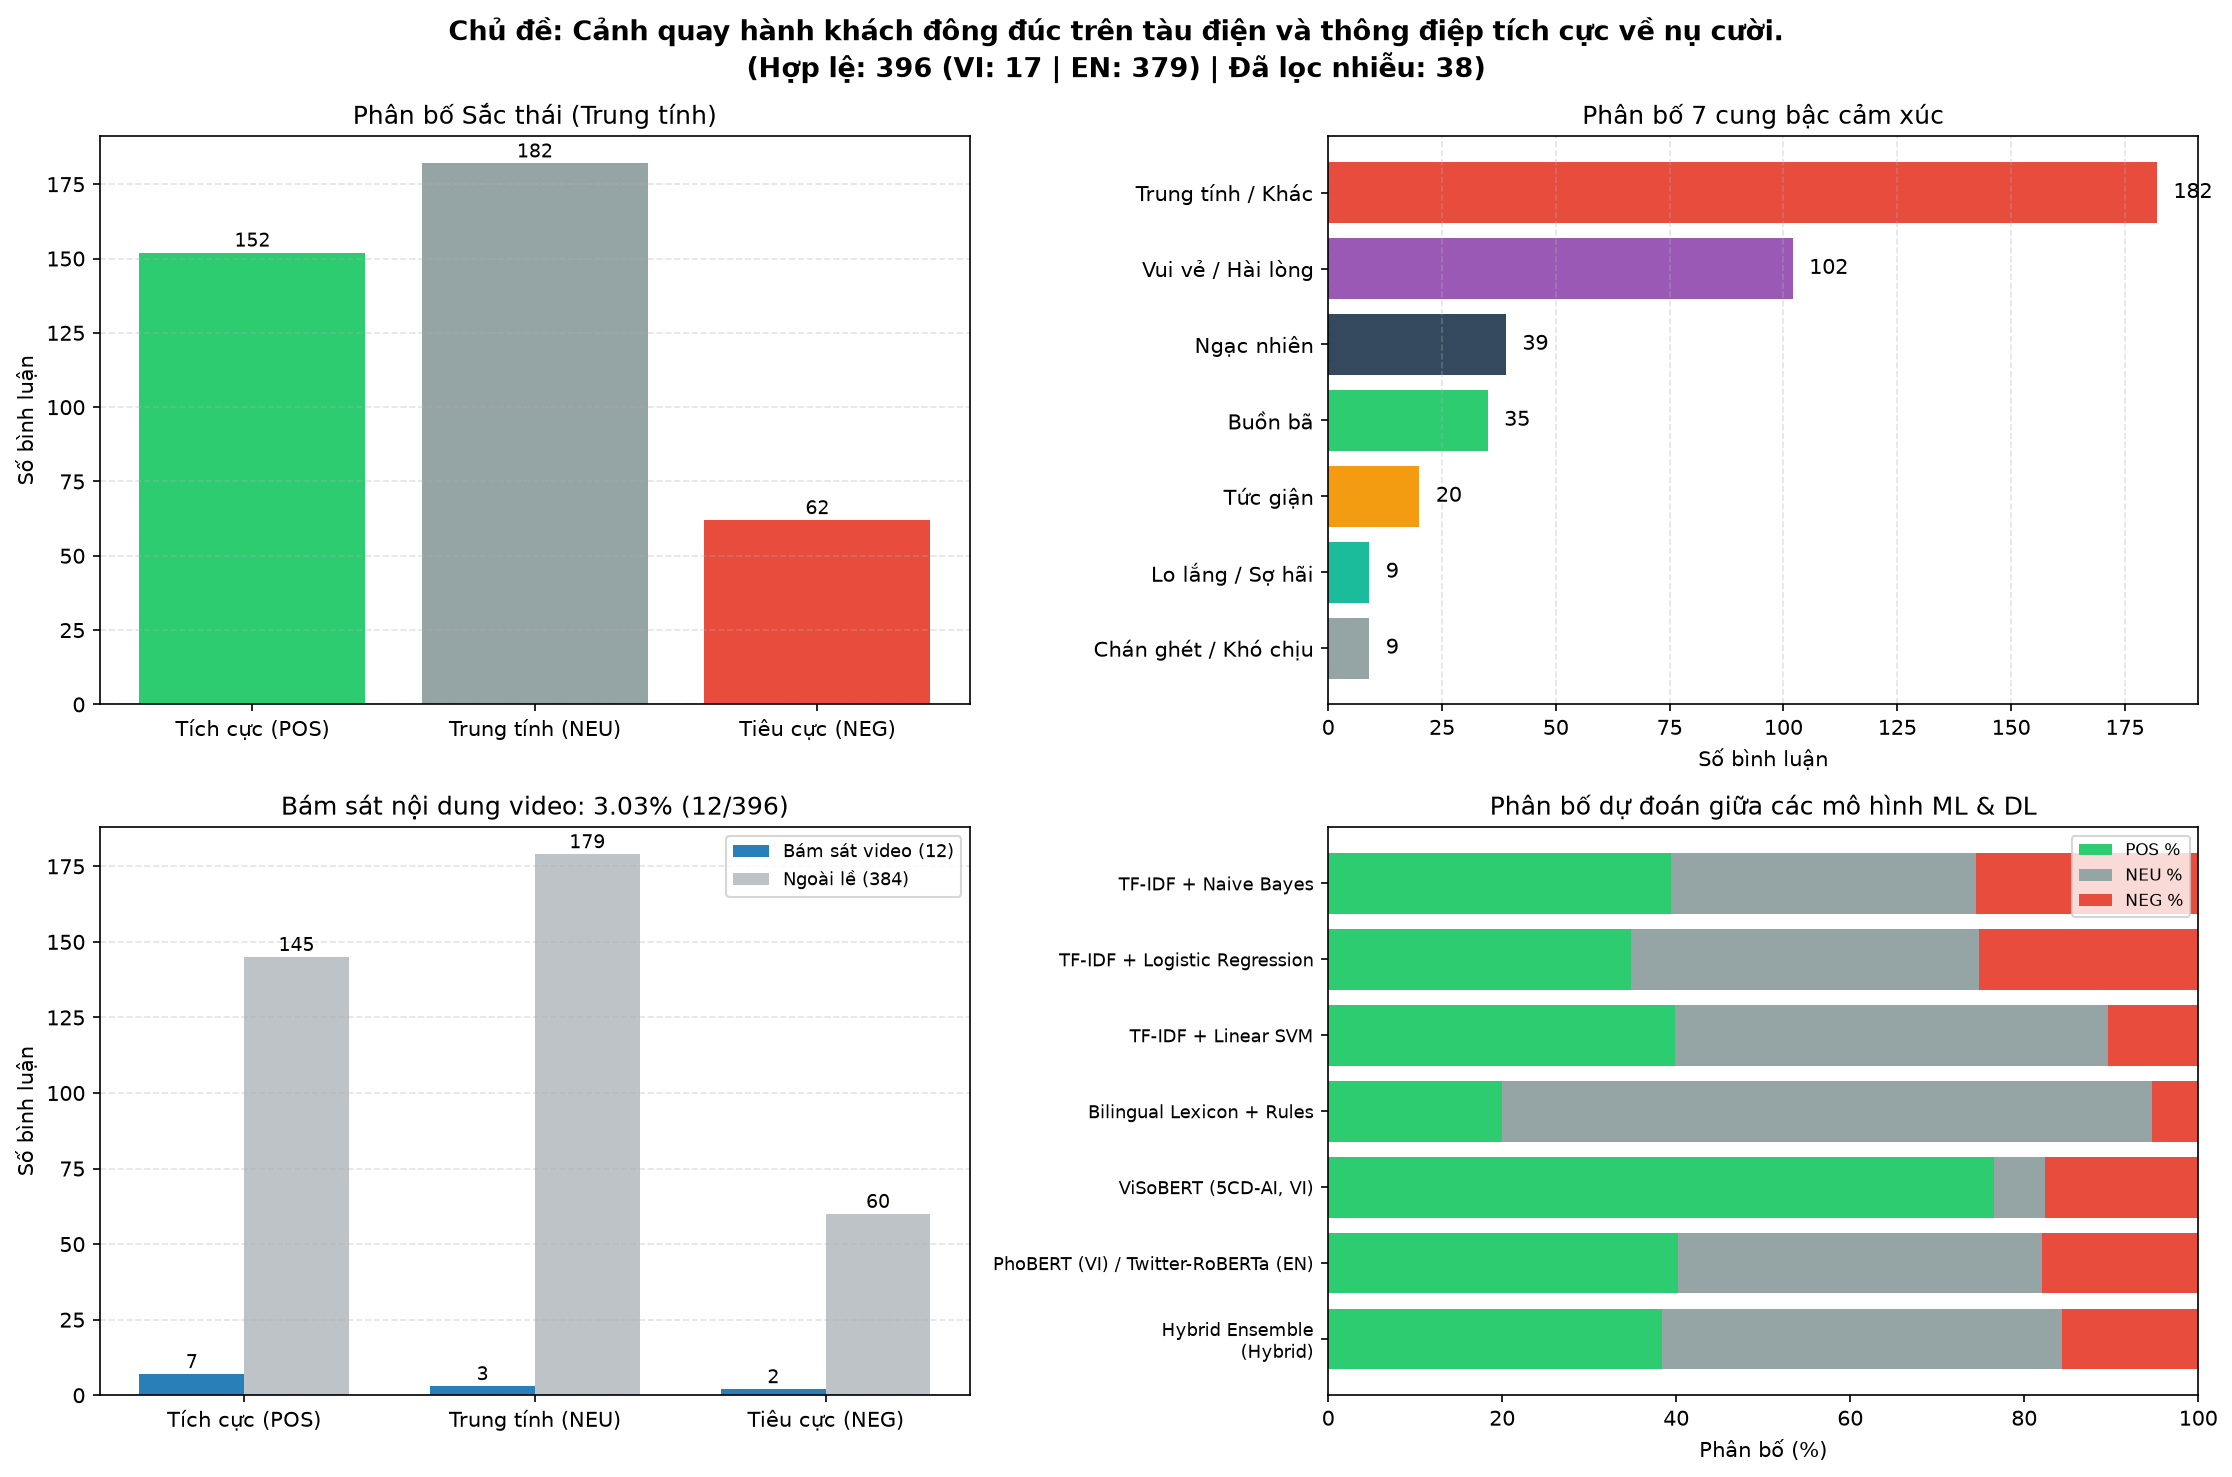 Chủ đề: Cảnh quay hành khách đông đúc trên tàu điện và thông điệp tích cực về nụ cười.
(Hợp lệ: 396 (VI: 17 | EN: 379) | Đã lọc nhiễu: 38)
Phân bố Sắc thái (Trung tính)
Số bình luận
175
150
125
100
75
50
25
0
152
182
62
Tích cực (POS)
Trung tính (NEU)
Tiêu cực (NEG)
Phân bố 7 cung bậc cảm xúc
Trung tính / Khác
182
Vui vẻ / Hài lòng
102
Ngạc nhiên
39
Buồn bã
35
Tức giận
20
Lo lắng / Sợ hãi
9
Chán ghét / Khó chịu
9
0
25
50
75
100
125
150
175
Số bình luận
Bám sát nội dung video: 3.03% (12/396)
Bám sát video (12)
Ngoài lề (384)
Số bình luận
175
150
125
100
75
50
25
0
7
145
3
179
2
60
Tích cực (POS)
Trung tính (NEU)
Tiêu cực (NEG)
Phân bố dự đoán giữa các mô hình ML & DL
POS %
NEU %
NEG %
TF-IDF + Naive Bayes
TF-IDF + Logistic Regression
TF-IDF + Linear SVM
Bilingual Lexicon + Rules
ViSoBERT (5CD-AI, VI)
PhoBERT (VI) / Twitter-RoBERTa (EN)
Hybrid Ensemble
(Hybrid)
0
20
40
60
80
100
Phân bố (%)